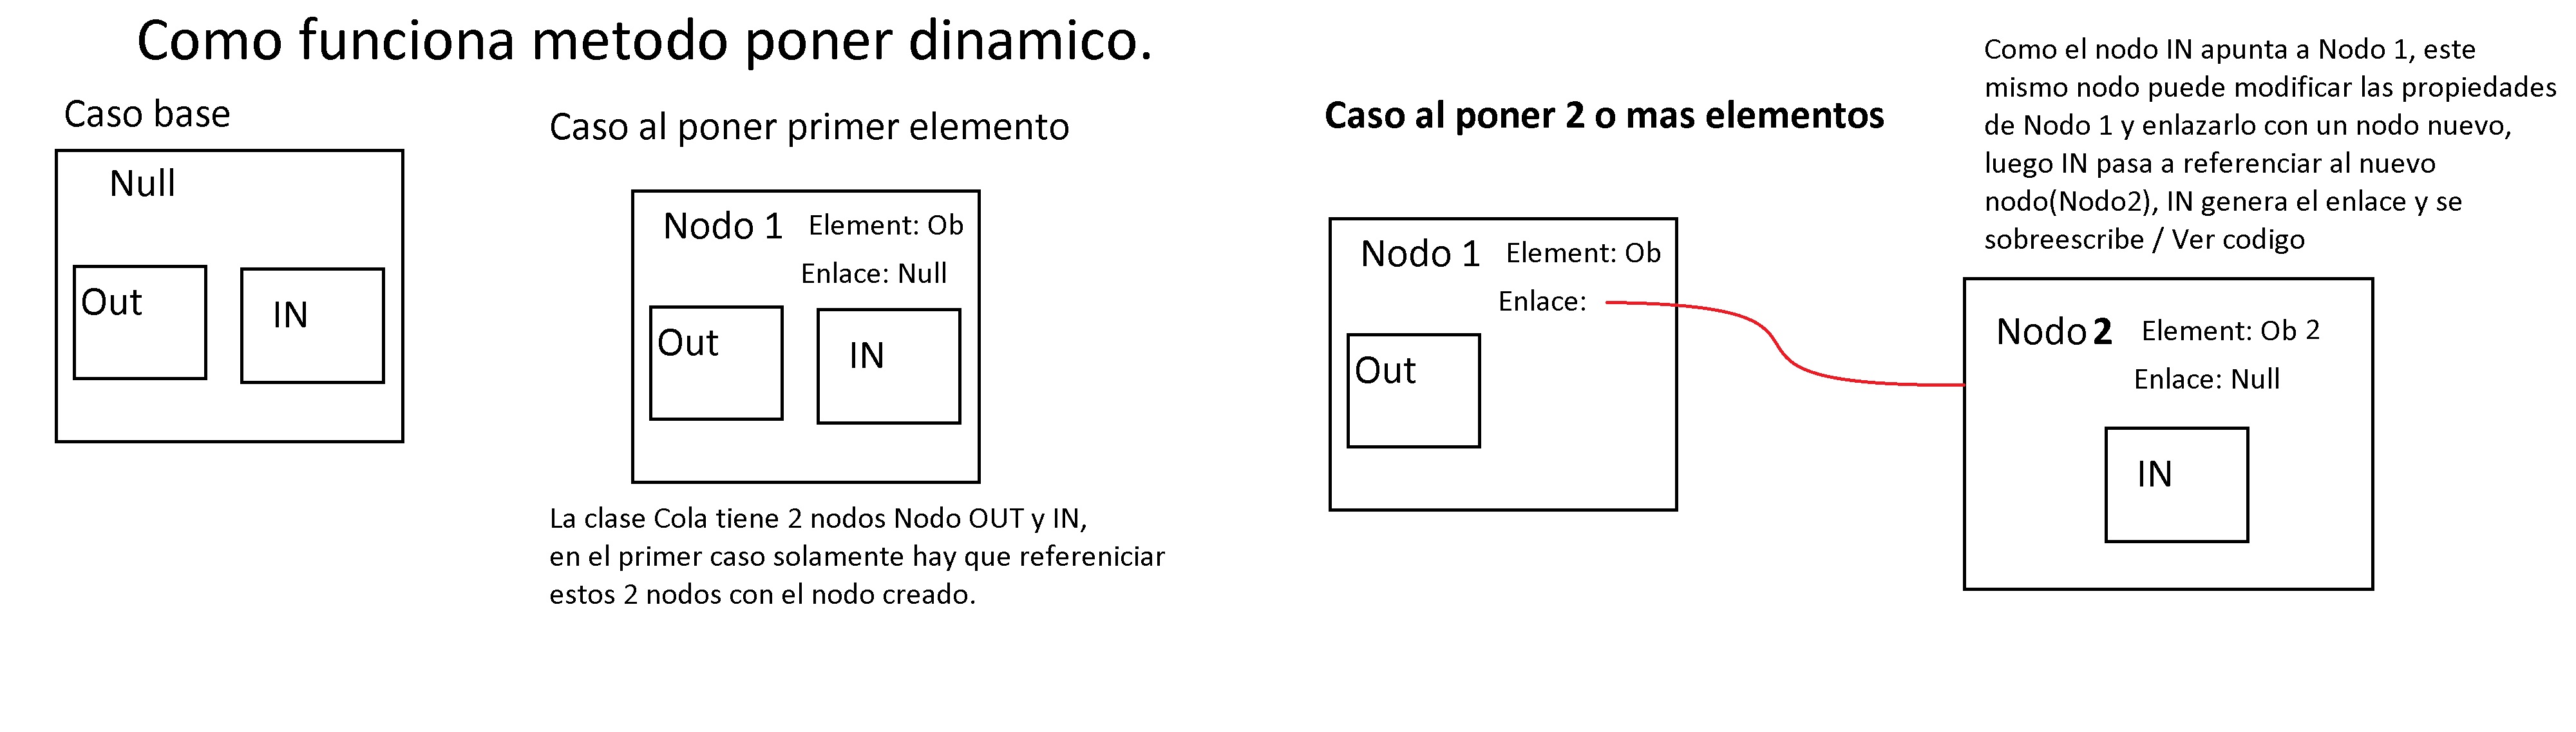 Como funciona metodo poner dinamico.
Caso base
Null
Out
IN
Caso al poner primer elemento
Nodo 1 Element: Ob
Enlace: Null
Out
IN
La clase Cola tiene 2 nodos Nodo OUT y IN,
en el primer caso solamente hay que refereniciar
estos 2 nodos con el nodo creado.
Caso al poner 2 o mas elementos
Nodo 1 Element: Ob
Enlace:
Out
Como el nodo IN apunta a Nodo 1, este
mismo nodo puede modificar las propiedades
de Nodo 1 y enlazarlo con un nodo nuevo,
luego IN pasa a referenciar al nuevo
nodo(Nodo2), IN genera el enlace y se
sobreescribe / Ver codigo
Nodo 2 Element: Ob 2
Enlace: Null
IN